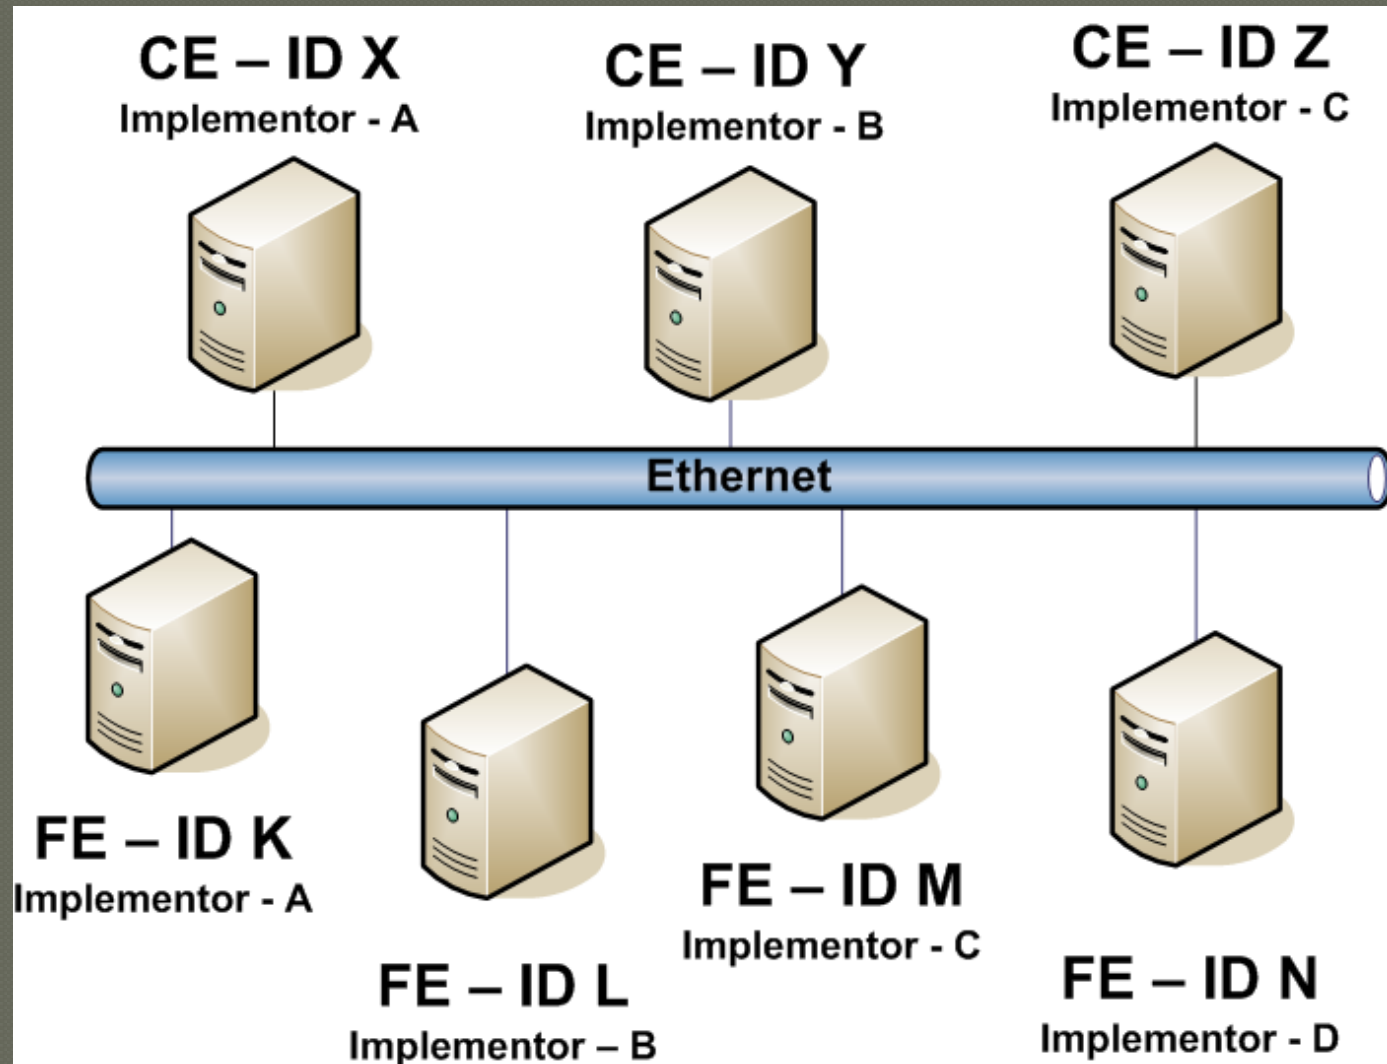 CE – ID X
Implementor - A
CE – ID Y
Implementor - B
CE – ID Z
Implementor - C
Ethernet
FE – ID K
Implementor - A
FE – ID L
Implementor – B
FE – ID M
Implementor - C
FE – ID N
Implementor - D